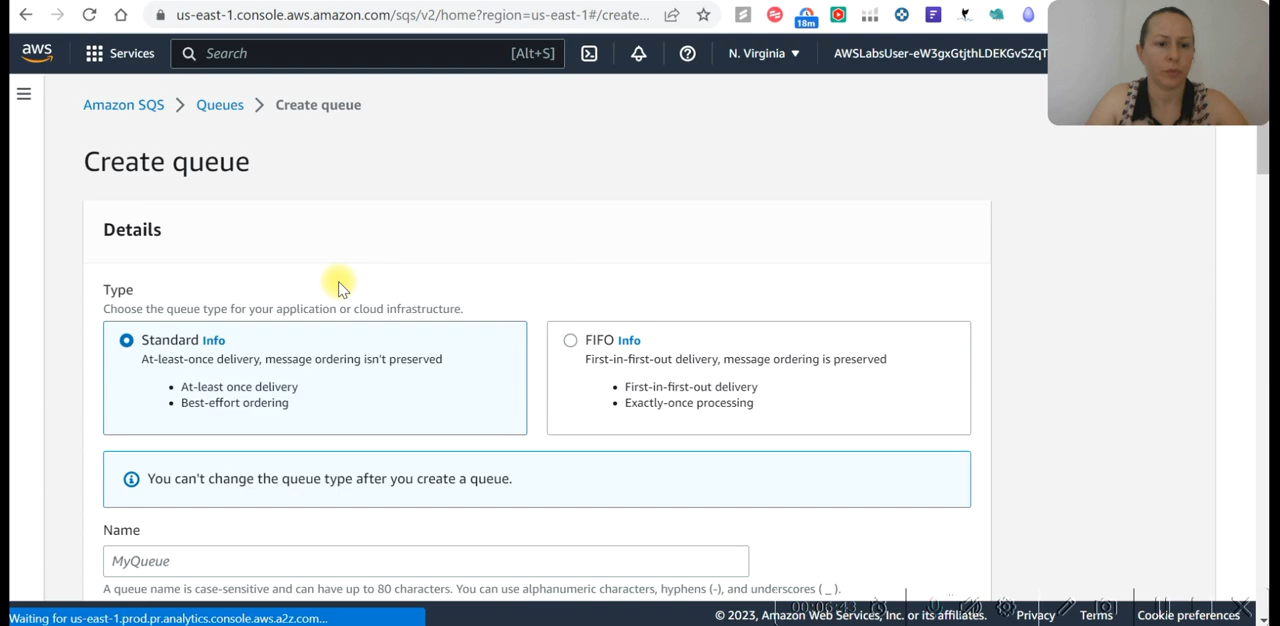 us-east-1.console.aws.amazon.com/sqs/v2/home?region=us-east-1#/create...
18m
aws
Services
Search
[Alt+S]
N. Virginia
AWSLabsUser-eW3gxGtjthLDEKGvSZqT
Amazon SQS > Queues > Create queue
Create queue
Details
Type
Choose the queue type for your application or cloud infrastructure.
Standard Info
At-least-once delivery, message ordering isn't preserved
• At-least once delivery
• Best-effort ordering
FIFO Info
First-in-first-out delivery, message ordering is preserved
• First-in-first-out delivery
• Exactly-once processing
You can't change the queue type after you create a queue.
Name
MyQueue
A queue name is case-sensitive and can have up to 80 characters. You can use alphanumeric characters, hyphens (-), and underscores ( _ ).
Waiting for us-east-1.prod.pr.analytics.console.aws.a2z.com...
© 2023, Amazon Web Services, Inc. or its affiliates.
Privacy
Terms
Cookie preferences